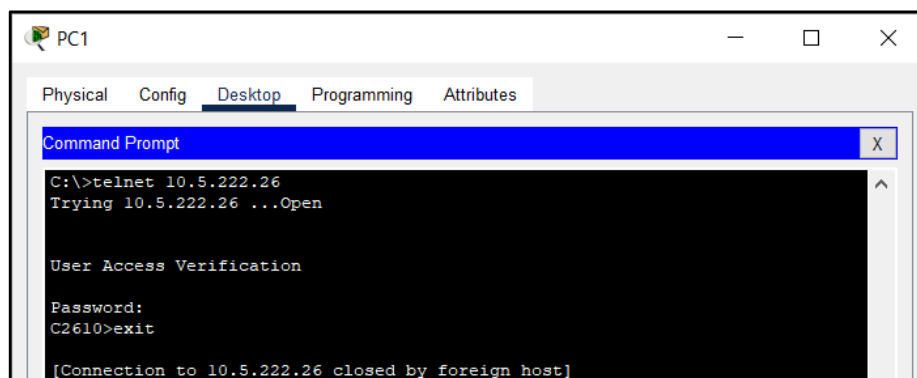 PC1
Physical Config Desktop Programming Attributes
Command Prompt
X
C:\>telnet 10.5.222.26
Trying 10.5.222.26 ...Open
User Access Verification
Password:
C2610>exit
[Connection to 10.5.222.26 closed by foreign host]